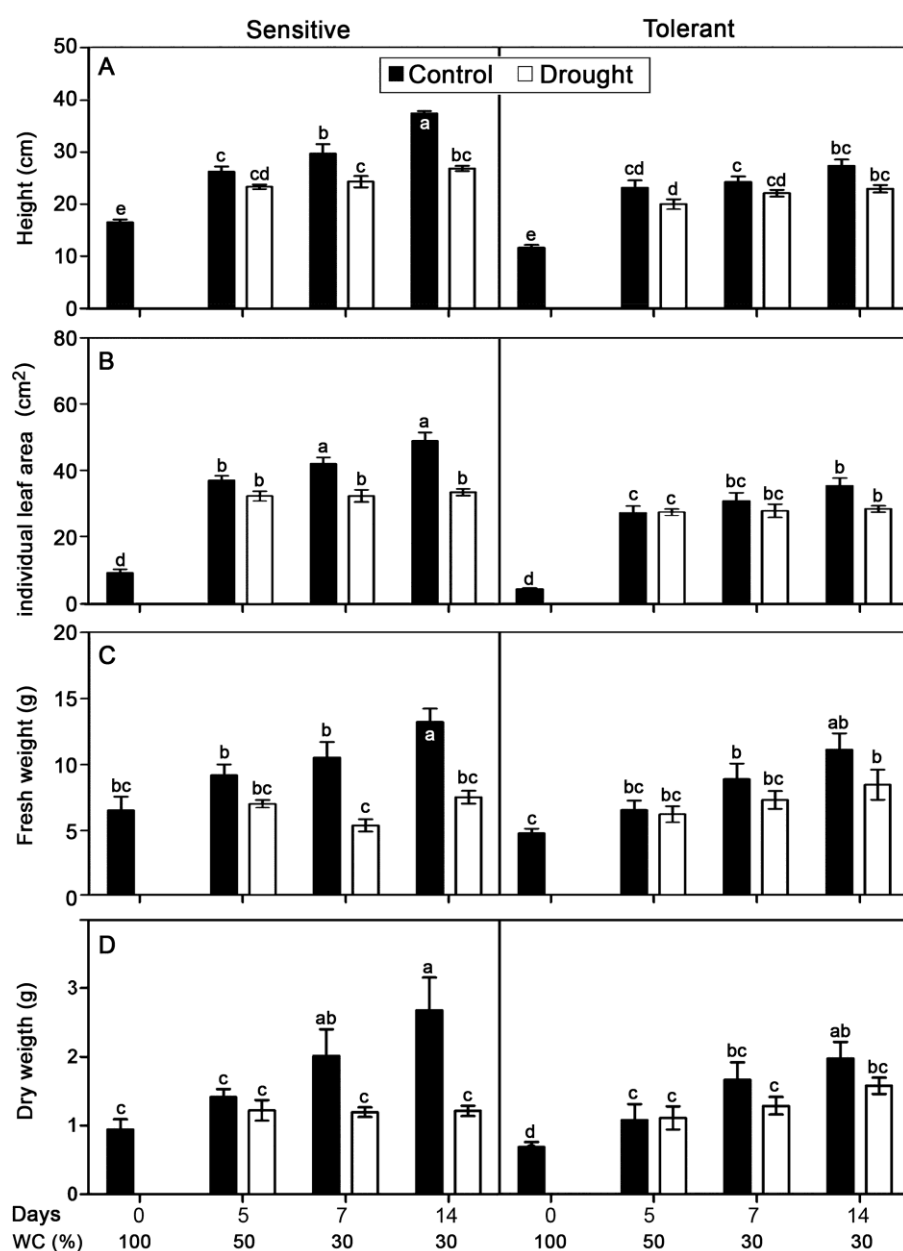 Sensitive Tolerant
A
Control Drought
Height (cm)
50
40
30
20
10
0
e c cd b c a bc e cd d c cd bc bc
B
individual leaf area (cm²)
80
60
40
20
0
d b b a b a b d c c bc bc b b
C
Fresh weight (g)
20
15
10
5
0
bc b bc b c a bc c bc bc b bc ab b
D
Dry weigth (g)
3
2
1
0
c c c ab c a c d c c bc c ab bc
Days 0 5 7 14 0 5 7 14
WC (%) 100 50 30 30 100 50 30 30